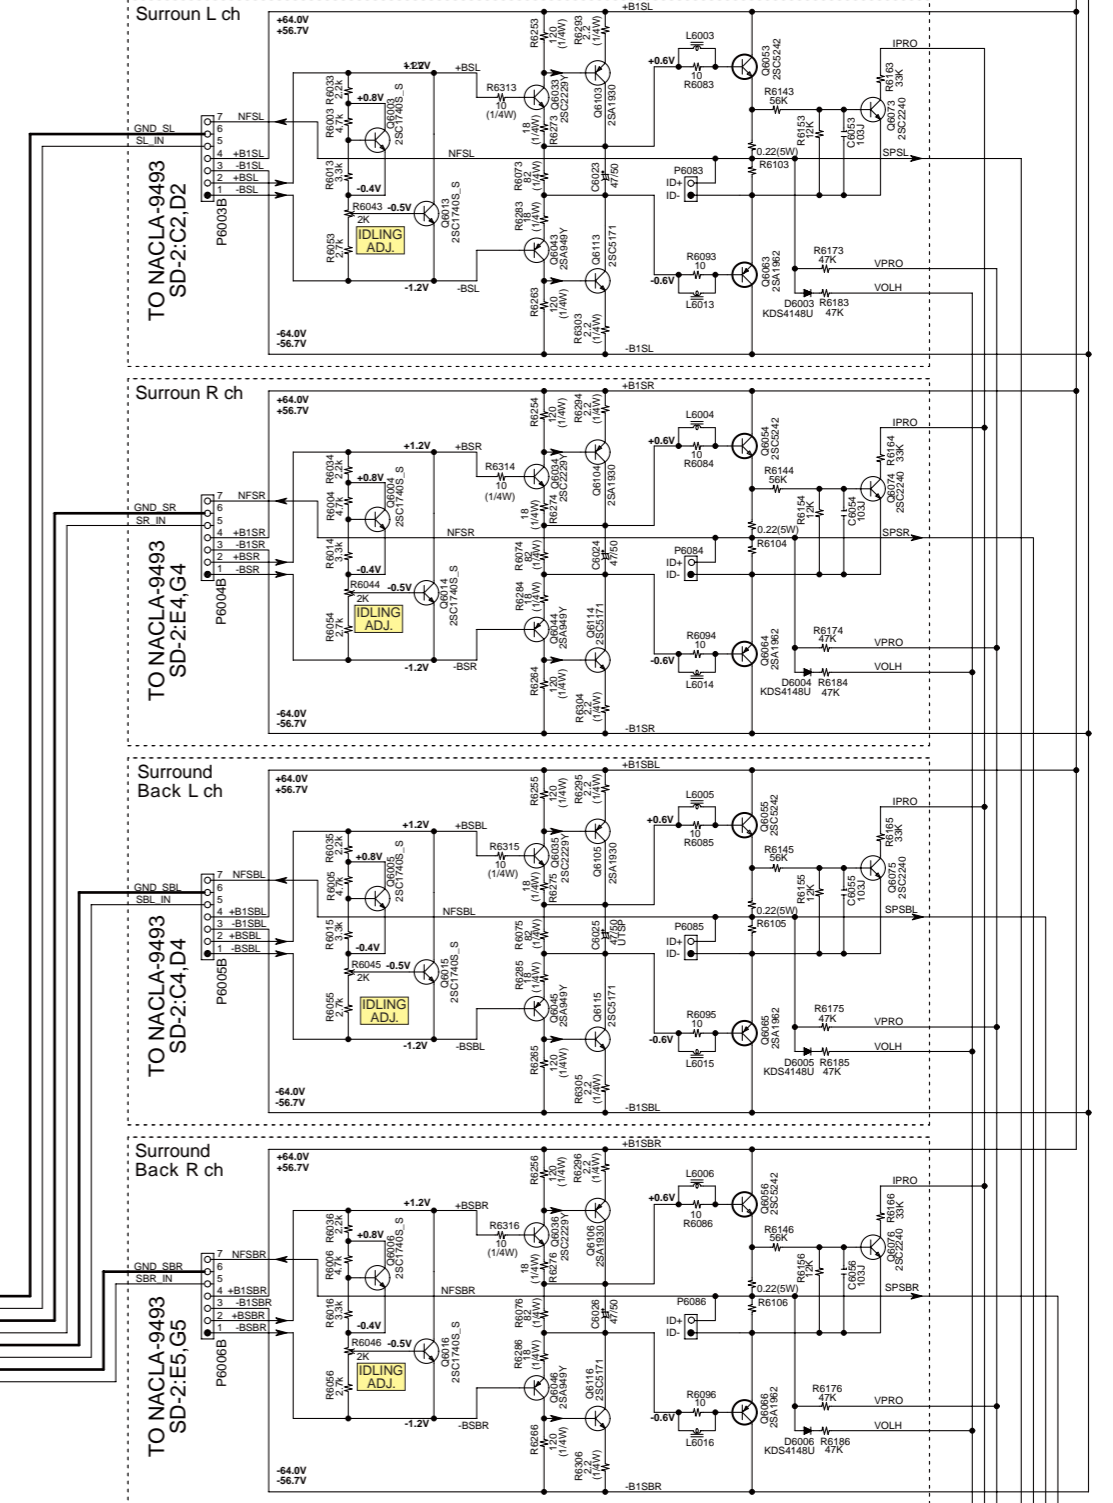 Surroun L ch
+64.0V
+56.7V
+B1SL
R6253
120
(1/4W)
R6293
2.2
(1/4W)
+1.2V
+BSL
R6313
10
(1/4W)
Q6033
2SC2229Y
Q6103
2SA1930
+0.6V
L6003
10
R6083
Q6053
2SC5242
IPRO
R6163
33K
R6033
2.2k
+0.8V
R6003
4.7k
Q6003
2SC1740S_S
18
(1/4W)
R6273
R6143
56K
R6153
12K
C6053
103J
Q6073
2SC2240
7
NFSL
GND_SL
6
SL_IN
5
4
+B1SL
3
-B1SL
2
+BSL
1
-BSL
P6003B
TO NACLA-9493
SD-2:C2,D2
NFSL
R6013
3.3k
-0.4V
R6043
-0.5V
2K
IDLING
ADJ.
R6053
2.7k
Q6013
2SC1740S_S
R6073
82
(1/4W)
C6023
47/50
R6283
18
(1/4W)
0.22(5W)
R6103
P6083
ID+
ID-
SPSL
Q6043
2SA949Y
Q6113
2SC5171
-1.2V
-BSL
R6263
120
(1/4W)
R6303
2.2
(1/4W)
-0.6V
R6093
10
L6013
Q6063
2SA1962
R6173
47K
VPRO
VOLH
D6003
KDS4148U
R6183
47K
-64.0V
-56.7V
-B1SL
Surroun R ch
+64.0V
+56.7V
+B1SR
R6254
120
(1/4W)
R6294
2.2
(1/4W)
+1.2V
+BSR
R6314
10
(1/4W)
Q6034
2SC2229Y
Q6104
2SA1930
+0.6V
L6004
10
R6084
Q6054
2SC5242
IPRO
R6164
33K
R6034
2.2k
+0.8V
R6004
4.7k
Q6004
2SC1740S_S
18
(1/4W)
R6274
R6144
56K
R6154
12K
C6054
103J
Q6074
2SC2240
7
NFSR
GND_SR
6
SR_IN
5
4
+B1SR
3
-B1SR
2
+BSR
1
-BSR
P6004B
TO NACLA-9493
SD-2:E4,G4
NFSR
R6014
3.3k
-0.4V
R6044
-0.5V
2K
IDLING
ADJ.
R6054
2.7k
Q6014
2SC1740S_S
R6074
82
(1/4W)
C6024
47/50
R6284
18
(1/4W)
0.22(5W)
R6104
P6084
ID+
ID-
SPSR
Q6044
2SA949Y
Q6114
2SC5171
-1.2V
-BSR
R6264
120
(1/4W)
R6304
2.2
(1/4W)
-0.6V
R6094
10
L6014
Q6064
2SA1962
R6174
47K
VPRO
VOLH
D6004
KDS4148U
R6184
47K
-64.0V
-56.7V
-B1SR
Surround
Back L ch
+64.0V
+56.7V
+B1SBL
R6255
120
(1/4W)
R6295
2.2
(1/4W)
+1.2V
+BSBL
R6315
10
(1/4W)
Q6035
2SC2229Y
Q6105
2SA1930
+0.6V
L6005
10
R6085
Q6055
2SC5242
IPRO
R6165
33K
R6035
2.2k
+0.8V
R6005
4.7k
Q6005
2SC1740S_S
18
(1/4W)
R6275
R6145
56K
R6155
12K
C6055
103J
Q6075
2SC2240
7
NFSBL
GND_SBL
6
SBL_IN
5
4
+B1SBL
3
-B1SBL
2
+BSBL
1
-BSBL
P6005B
TO NACLA-9493
SD-2:C4,D4
NFSBL
R6015
3.3k
-0.4V
R6045
-0.5V
2K
IDLING
ADJ.
R6055
2.7k
Q6015
2SC1740S_S
R6075
82
(1/4W)
C6025
47/50
UTSP
R6285
18
(1/4W)
0.22(5W)
R6105
P6085
ID+
ID-
SPSBL
Q6045
2SA949Y
Q6115
2SC5171
-1.2V
-BSBL
R6265
120
(1/4W)
R6305
2.2
(1/4W)
-0.6V
R6095
10
L6015
Q6065
2SA1962
R6175
47K
VPRO
VOLH
D6005
KDS4148U
R6185
47K
-64.0V
-56.7V
-B1SBL
Surround
Back R ch
+64.0V
+56.7V
+B1SBR
R6256
120
(1/4W)
R6296
2.2
(1/4W)
+1.2V
+BSBR
R6316
10
(1/4W)
Q6036
2SC2229Y
Q6106
2SA1930
+0.6V
L6006
10
R6086
Q6056
2SC5242
IPRO
R6166
33K
R6036
2.2k
+0.8V
R6006
4.7k
Q6006
2SC1740S_S
18
(1/4W)
R6276
R6146
56K
R6156
12K
C6056
103J
Q6076
2SC2240
7
NFSBR
GND_SBR
6
SBR_IN
5
4
+B1SBR
3
-B1SBR
2
+BSBR
1
-BSBR
P6006B
TO NACLA-9493
SD-2:E5,G5
NFSBR
R6016
3.3k
-0.4V
R6046
-0.5V
2K
IDLING
ADJ.
R6056
2.7k
Q6016
2SC1740S_S
R6076
82
(1/4W)
C6026
47/50
R6286
18
(1/4W)
0.22(5W)
R6106
P6086
ID+
ID-
SPSBR
Q6046
2SA949Y
Q6116
2SC5171
-1.2V
-BSBR
R6266
120
(1/4W)
R6306
2.2
(1/4W)
-0.6V
R6096
10
L6016
Q6066
2SA1962
R6176
47K
VPRO
VOLH
D6006
KDS4148U
R6186
47K
-64.0V
-56.7V
-B1SBR